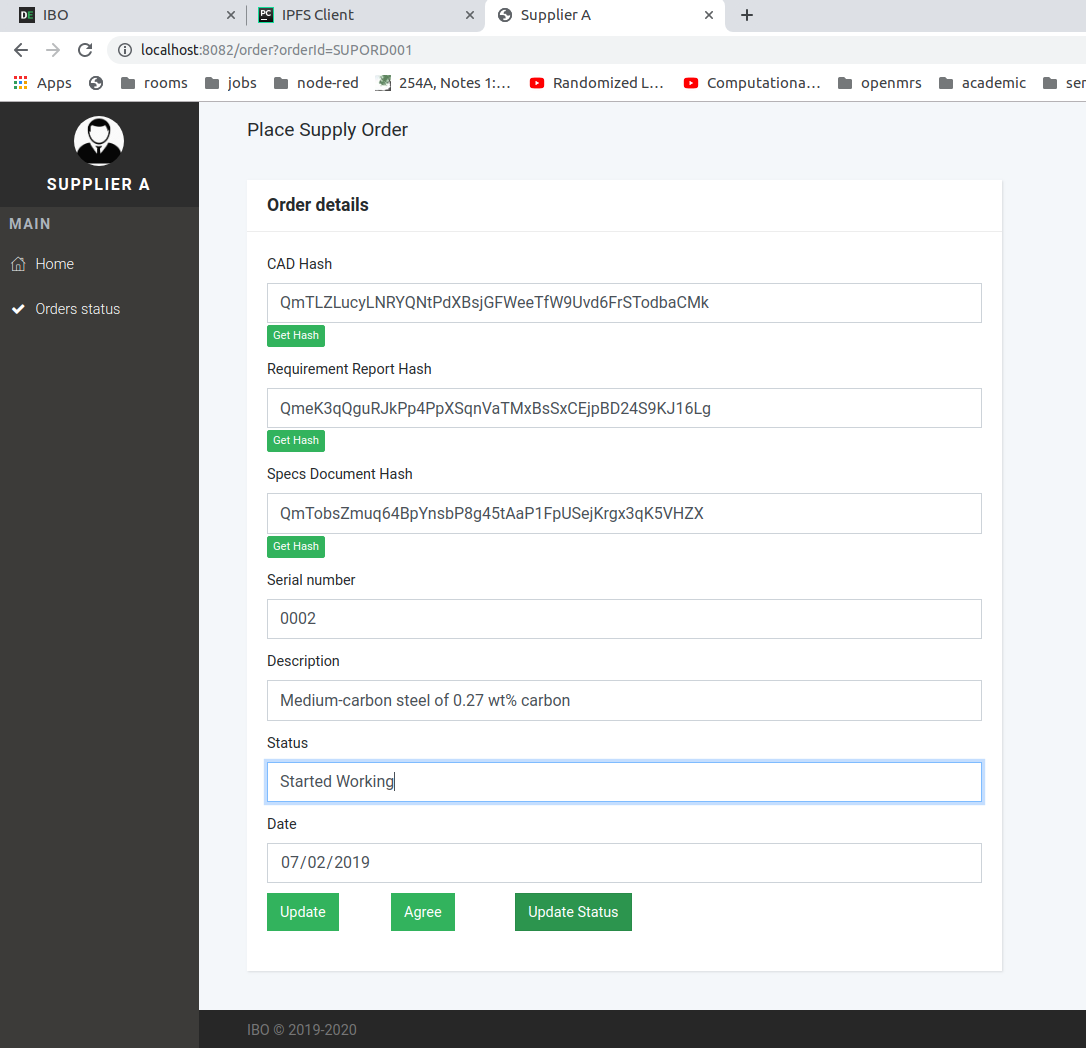 DE IBO
PC IPFS Client
Supplier A
localhost:8082/order?orderId=SUPORD001
Apps rooms jobs node-red 254A, Notes 1:... Randomized L... Computationa... openmrs academic ser
SUPPLIER A
MAIN
Home
Orders status
Place Supply Order
Order details
CAD Hash
QmTLZLucyLNRYQNtPdXBsjGFWeeTfW9Uvd6FrSTodbaCMk
Get Hash
Requirement Report Hash
QmeK3qQguRJkPp4PpXSqnVaTMxBsSxCEjpBD24S9KJ16Lg
Get Hash
Specs Document Hash
QmTobsZmuq64BpYnsbP8g45tAaP1FpUSejKrgx3qK5VHZX
Get Hash
Serial number
0002
Description
Medium-carbon steel of 0.27 wt% carbon
Status
Started Working
Date
07/02/2019
Update Agree Update Status
IBO © 2019-2020